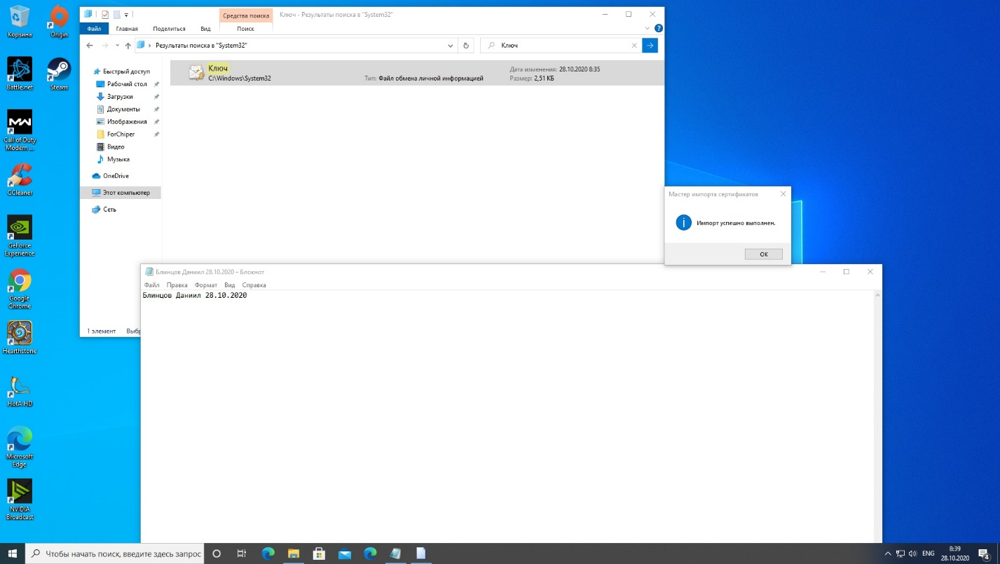 Корзина
Origin
Battle.net
Steam
Call of Duty
Modern ...
CCleaner
GeForce
Experience
Google
Chrome
Hearthstone
HotA HD
Microsoft
Edge
NVIDIA
Broadcast
Средства поиска
Ключ - Результаты поиска в "System32"
Файл
Главная
Поделиться
Вид
Поиск
Результаты поиска в "System32"
Ключ
Быстрый доступ
Рабочий стол
Загрузки
Документы
Изображения
ForChiper
Видео
Музыка
OneDrive
Этот компьютер
Сеть
Ключ
C:\Windows\System32
Тип: Файл обмена личной информацией
Дата изменения: 28.10.2020 8:35
Размер: 2,51 КБ
1 элемент
Выбр
Мастер импорта сертификатов
Импорт успешно выполнен.
ОК
Блинцов Даниил 28.10.2020 – Блокнот
Файл Правка Формат Вид Справка
Блинцов Даниил 28.10.2020
Чтобы начать поиск, введите здесь запрос
ENG
8:39
28.10.2020
4